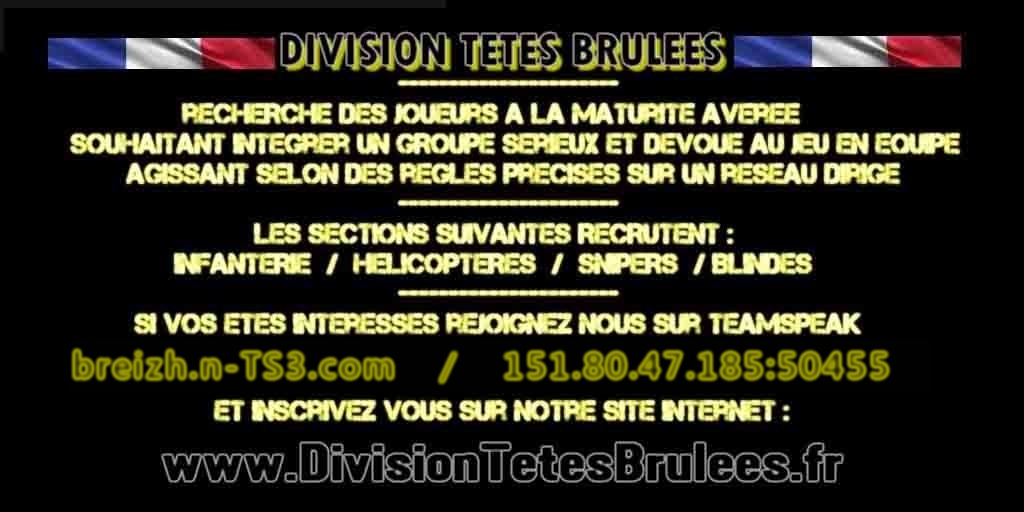 DIVISION TETES BRULEES
----------------------
RECHERCHE DES JOUEURS A LA MATURITE AVEREE
SOUHAITANT INTEGRER UN GROUPE SERIEUX ET DEVOUE AU JEU EN EQUIPE
AGISSANT SELON DES REGLES PRECISES SUR UN RESEAU DIRIGE
----------------------
LES SECTIONS SUIVANTES RECRUTENT :
INFANTERIE / HELICOPTERES / SNIPERS / BLINDES
----------------------
SI VOS ETES INTERESSES REJOIGNEZ NOUS SUR TEAMSPEAK
breizh.n-TS3.com / 151.80.47.185:50455
ET INSCRIVEZ VOUS SUR NOTRE SITE INTERNET :
www.DivisionTetesBrulees.fr